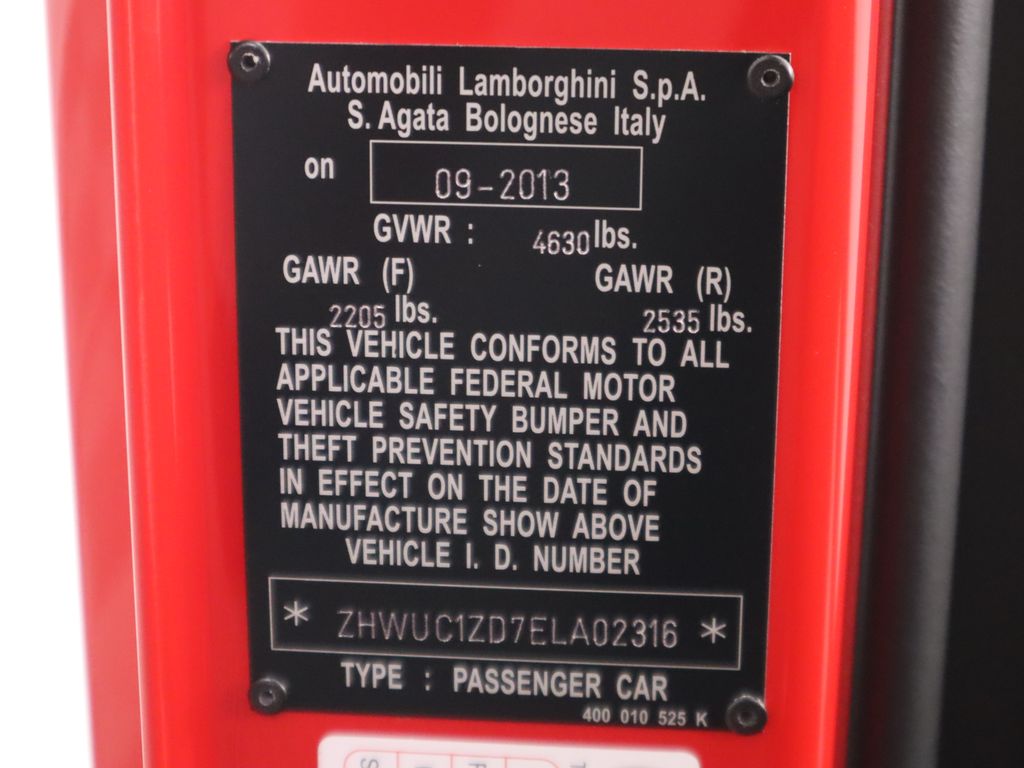 Automobili Lamborghini S.p.A.
S. Agata Bolognese Italy
on 09-2013
GVWR : 4630 lbs.
GAWR (F) GAWR (R)
2205 lbs. 2535 lbs.
THIS VEHICLE CONFORMS TO ALL
APPLICABLE FEDERAL MOTOR
VEHICLE SAFETY BUMPER AND
THEFT PREVENTION STANDARDS
IN EFFECT ON THE DATE OF
MANUFACTURE SHOW ABOVE
VEHICLE I. D. NUMBER
* ZHWUC1ZD7ELA02316 *
TYPE : PASSENGER CAR
400 010 525 K